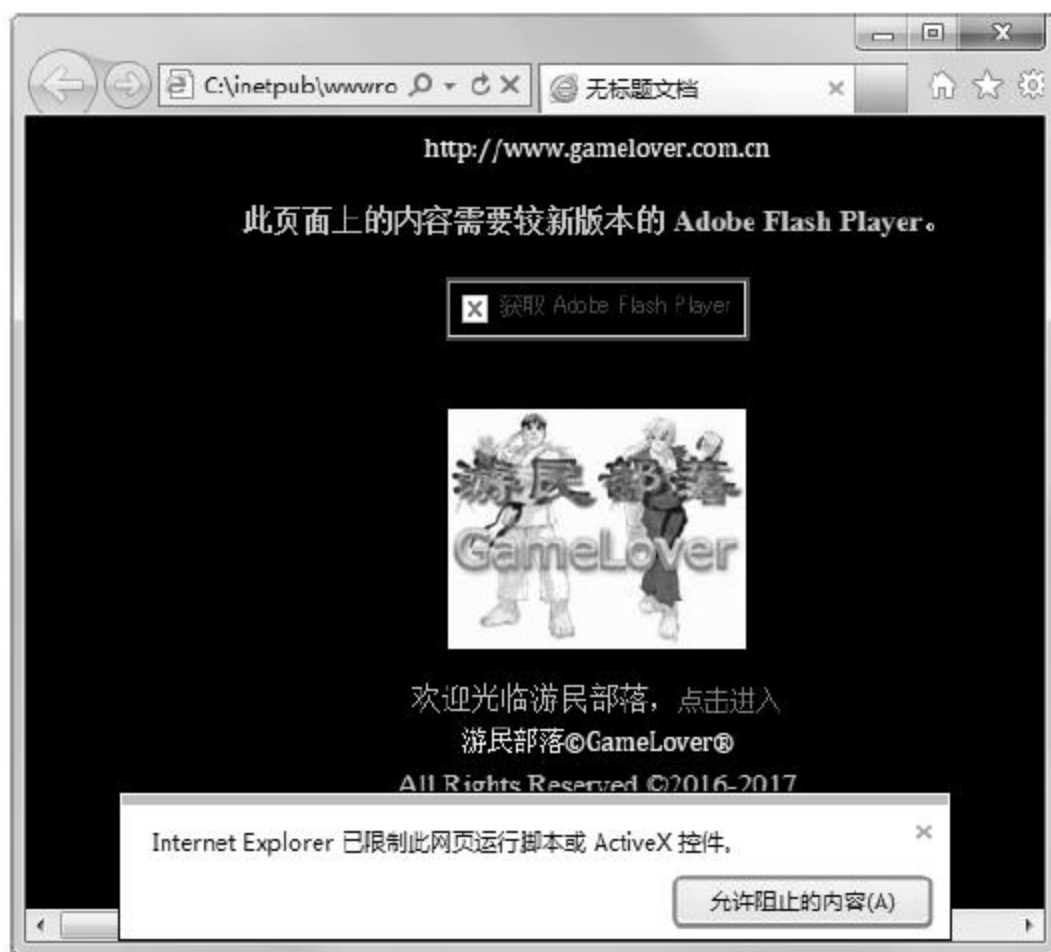 C:\inetpub\wwwro
无标题文档
http://www.gamelover.com.cn
此页面上的内容需要较新版本的 Adobe Flash Player。
获取 Adobe Flash Player
游民部落
GameLover
欢迎光临游民部落，点击进入
游民部落©GameLover®
All Rights Reserved ©2016-2017
Internet Explorer 已限制此网页运行脚本或 ActiveX 控件。
允许阻止的内容(A)